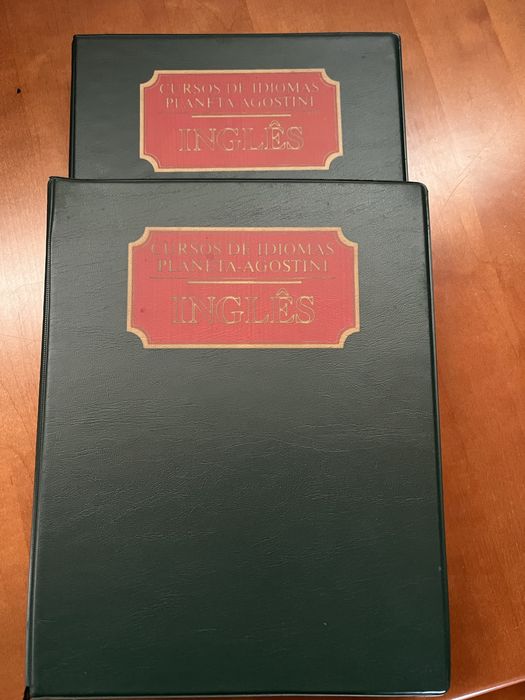 CURSOS DE IDIOMAS
PLANETA-AGOSTINI
INGLÊS
CURSOS DE IDIOMAS
PLANETA-AGOSTINI
INGLÊS